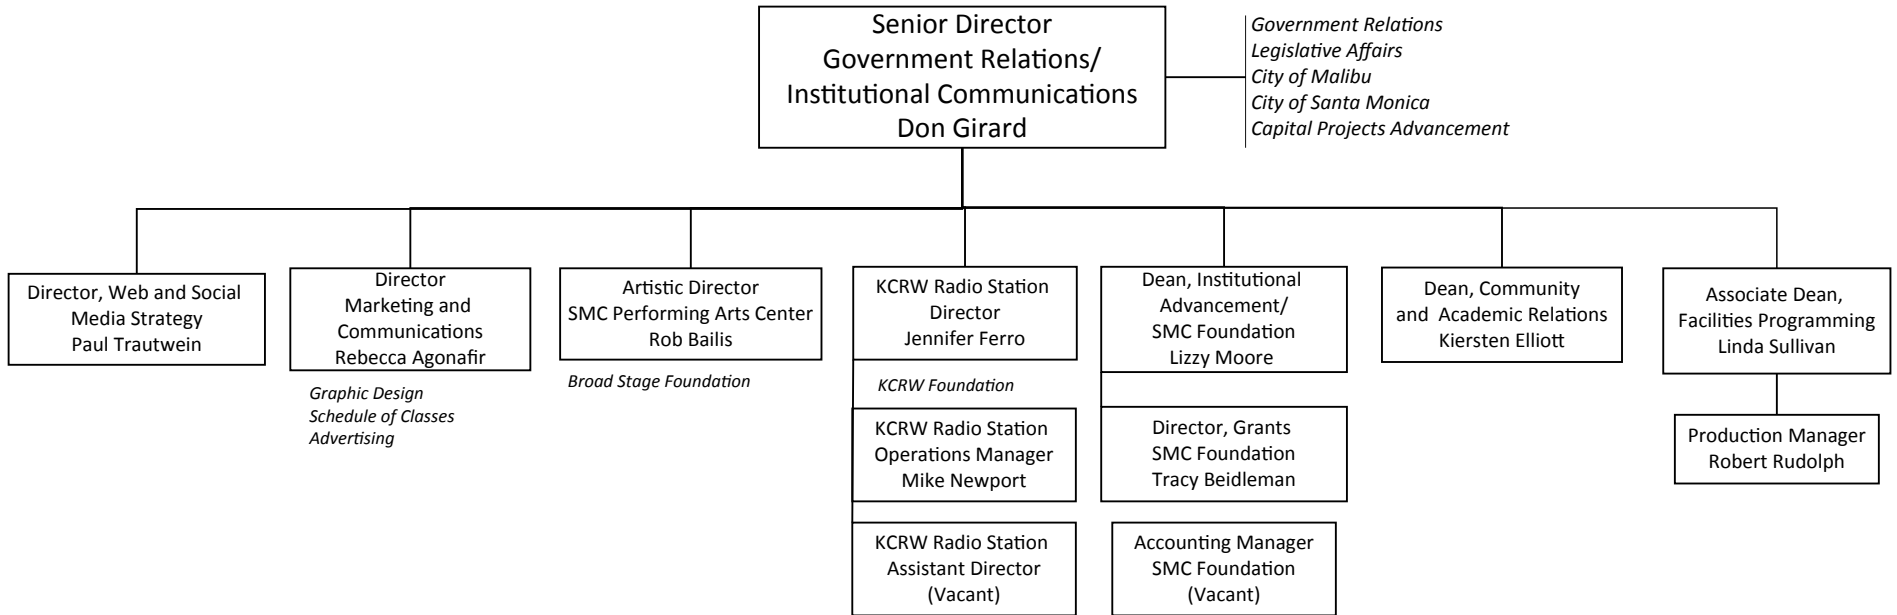 Senior Director
Government Relations/
Institutional Communications
Don Girard
Government Relations
Legislative Affairs
City of Malibu
City of Santa Monica
Capital Projects Advancement
Director, Web and Social
Media Strategy
Paul Trautwein
Director
Marketing and
Communications
Rebecca Agonafir
Graphic Design
Schedule of Classes
Advertising
Artistic Director
SMC Performing Arts Center
Rob Bailis
Broad Stage Foundation
KCRW Radio Station
Director
Jennifer Ferro
KCRW Foundation
KCRW Radio Station
Operations Manager
Mike Newport
KCRW Radio Station
Assistant Director
(Vacant)
Dean, Institutional
Advancement/
SMC Foundation
Lizzy Moore
Director, Grants
SMC Foundation
Tracy Beidleman
Accounting Manager
SMC Foundation
(Vacant)
Dean, Community
and Academic Relations
Kiersten Elliott
Associate Dean,
Facilities Programming
Linda Sullivan
Production Manager
Robert Rudolph